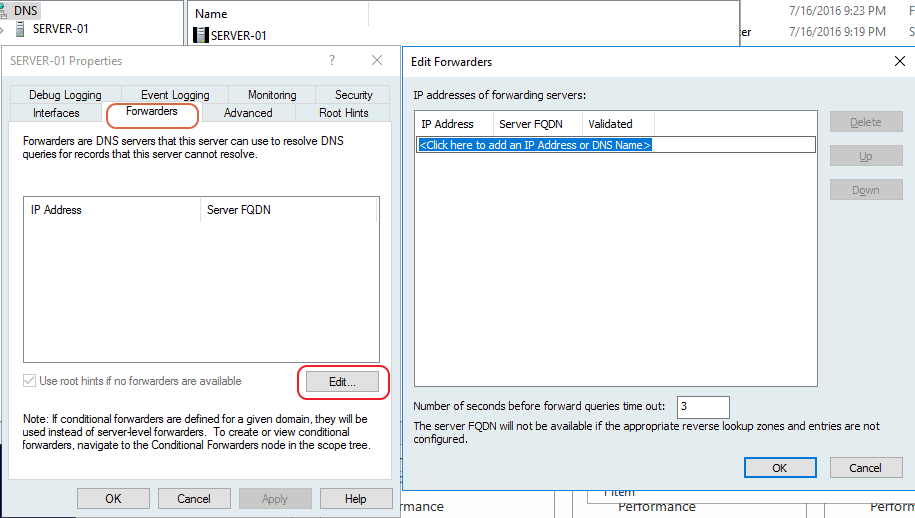 DNS
SERVER-01
Name
SERVER-01
7/16/2016 9:23 PM
F
ter
7/16/2016 9:19 PM
S
SERVER-01 Properties
?
Debug Logging
Event Logging
Monitoring
Security
Interfaces
Forwarders
Advanced
Root Hints
Forwarders are DNS servers that this server can use to resolve DNS
queries for records that this server cannot resolve.
IP Address
Server FQDN
Use root hints if no forwarders are available
Edit...
Note: If conditional forwarders are defined for a given domain, they will be
used instead of server-level forwarders. To create or view conditional
forwarders, navigate to the Conditional Forwarders node in the scope tree.
OK
Cancel
Apply
Help
Edit Forwarders
IP addresses of forwarding servers:
IP Address
Server FQDN
Validated
<Click here to add an IP Address or DNS Name>
Delete
Up
Down
Number of seconds before forward queries time out:
3
The server FQDN will not be available if the appropriate reverse lookup zones and entries are not
configured.
OK
Cancel
1 item
Performance
Perform